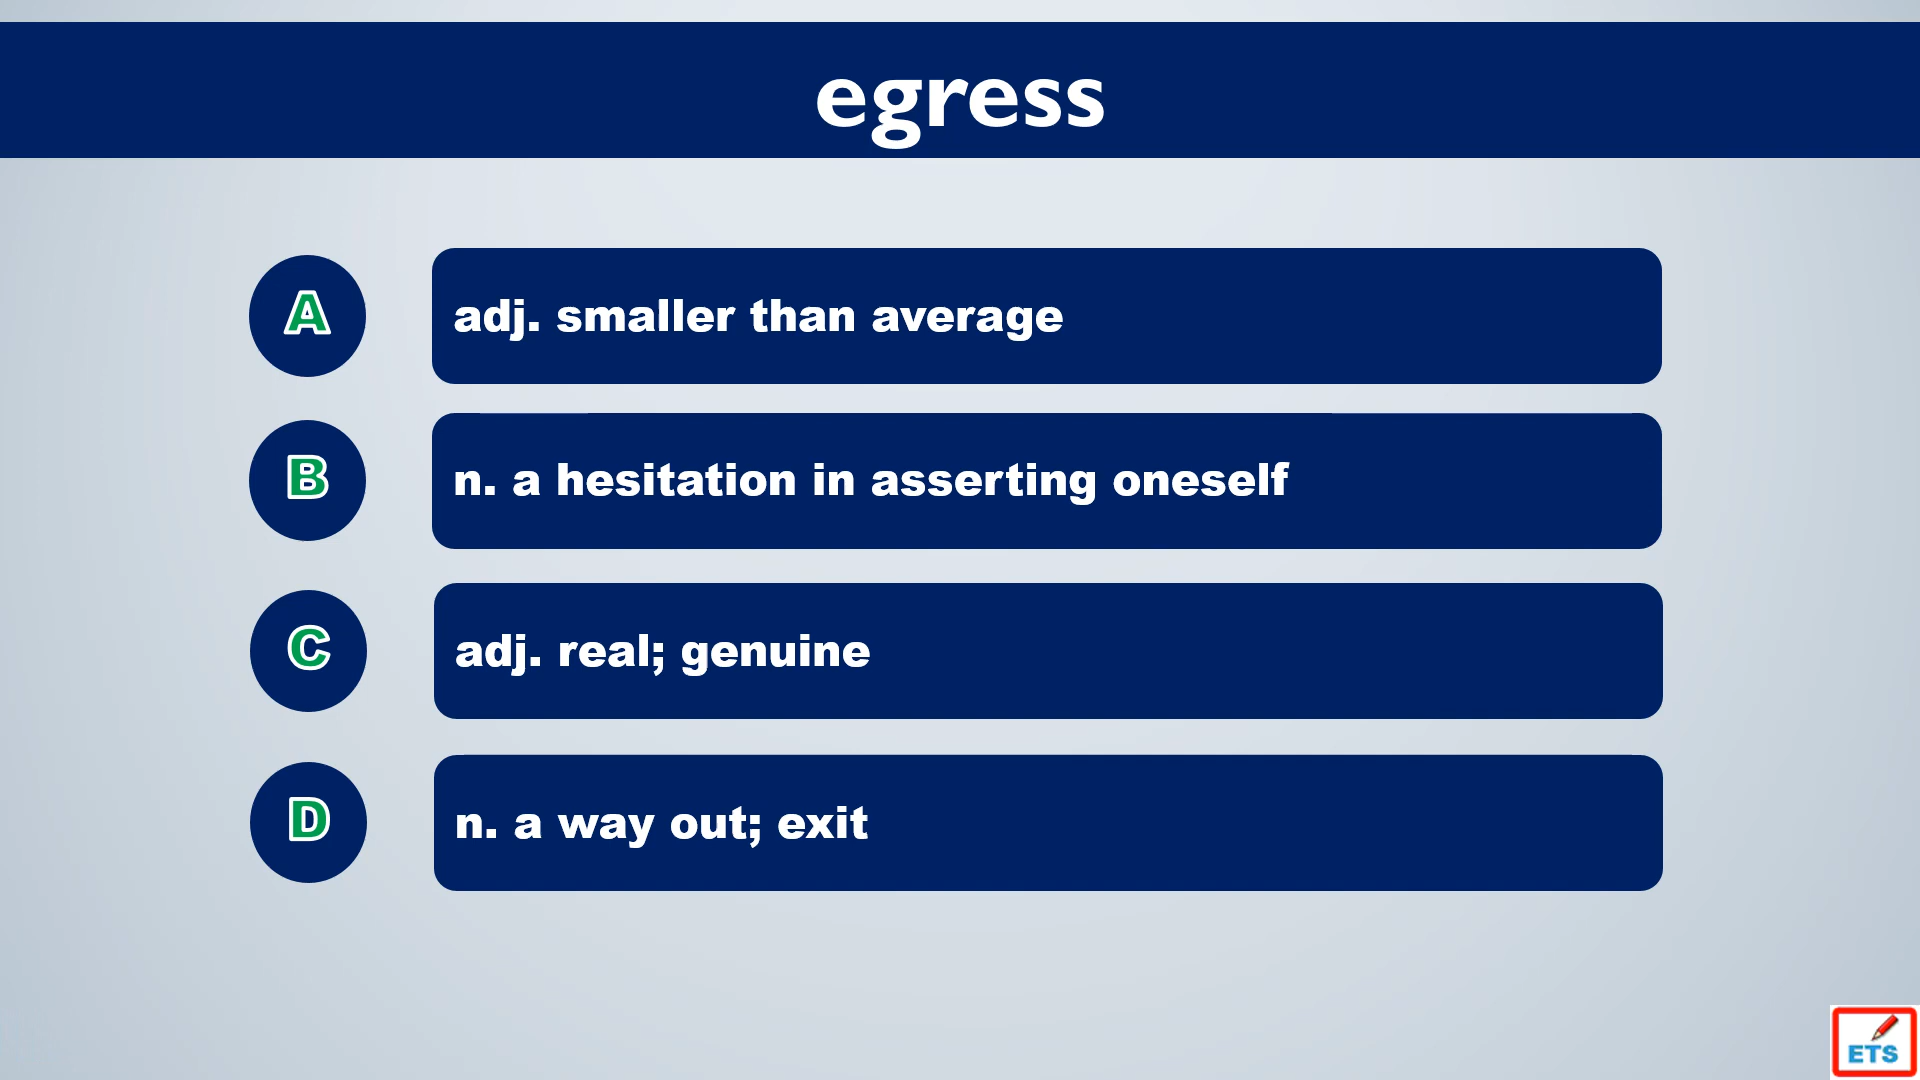 egress
A
adj. smaller than average
B
n. a hesitation in asserting oneself
C
adj. real; genuine
D
n. a way out; exit
ETS